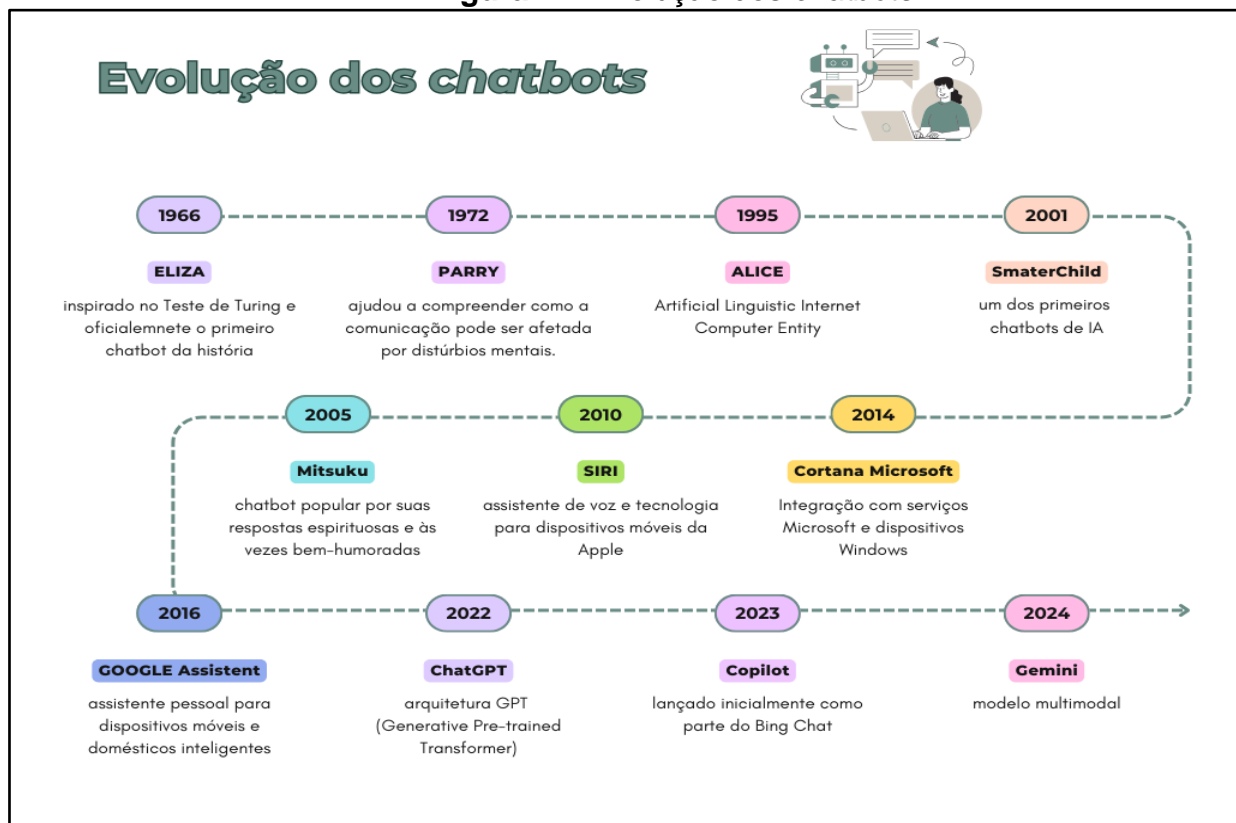 Evolução dos chatbots
1966
1972
1995
2001
ELIZA
inspirado no Teste de Turing e
oficialemnete o primeiro
chatbot da história
PARRY
ajudou a compreender como a
comunicação pode ser afetada
por distúrbios mentais.
ALICE
Artificial Linguistic Internet
Computer Entity
SmaterChild
um dos primeiros
chatbots de IA
2005
2010
2014
Mitsuku
chatbot popular por suas
respostas espirituosas e às
vezes bem-humoradas
SIRI
assistente de voz e tecnologia
para dispositivos móveis da
Apple
Cortana Microsoft
Integração com serviços
Microsoft e dispositivos
Windows
2016
2022
2023
2024
GOOGLE Assistent
assistente pessoal para
dispositivos móveis e
domésticos inteligentes
ChatGPT
arquitetura GPT
(Generative Pre-trained
Transformer)
Copilot
lançado inicialmente como
parte do Bing Chat
Gemini
modelo multimodal